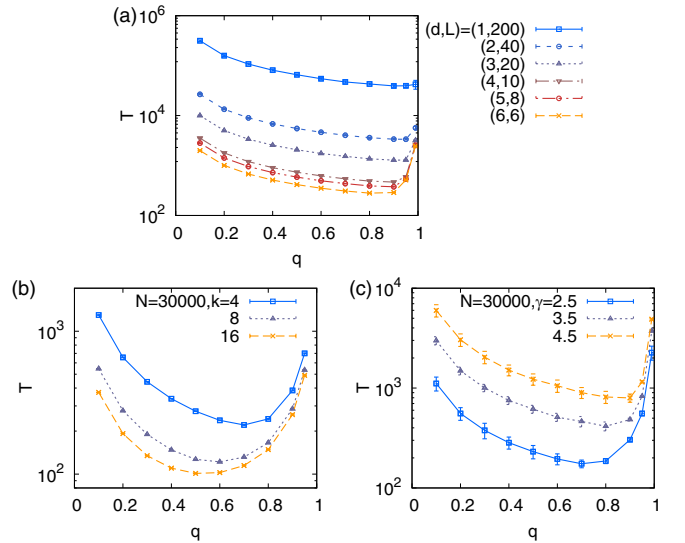 (a)
10^6
10^4
10^2
T
0
0.2
0.4
0.6
0.8
1
q
(d,L)=(1,200)
(2,40)
(3,20)
(4,10)
(5,8)
(6,6)
(b)
N=30000,k=4
8
16
10^3
10^2
T
0
0.2
0.4
0.6
0.8
1
q
(c)
N=30000,γ=2.5
3.5
4.5
10^4
10^3
10^2
T
0
0.2
0.4
0.6
0.8
1
q